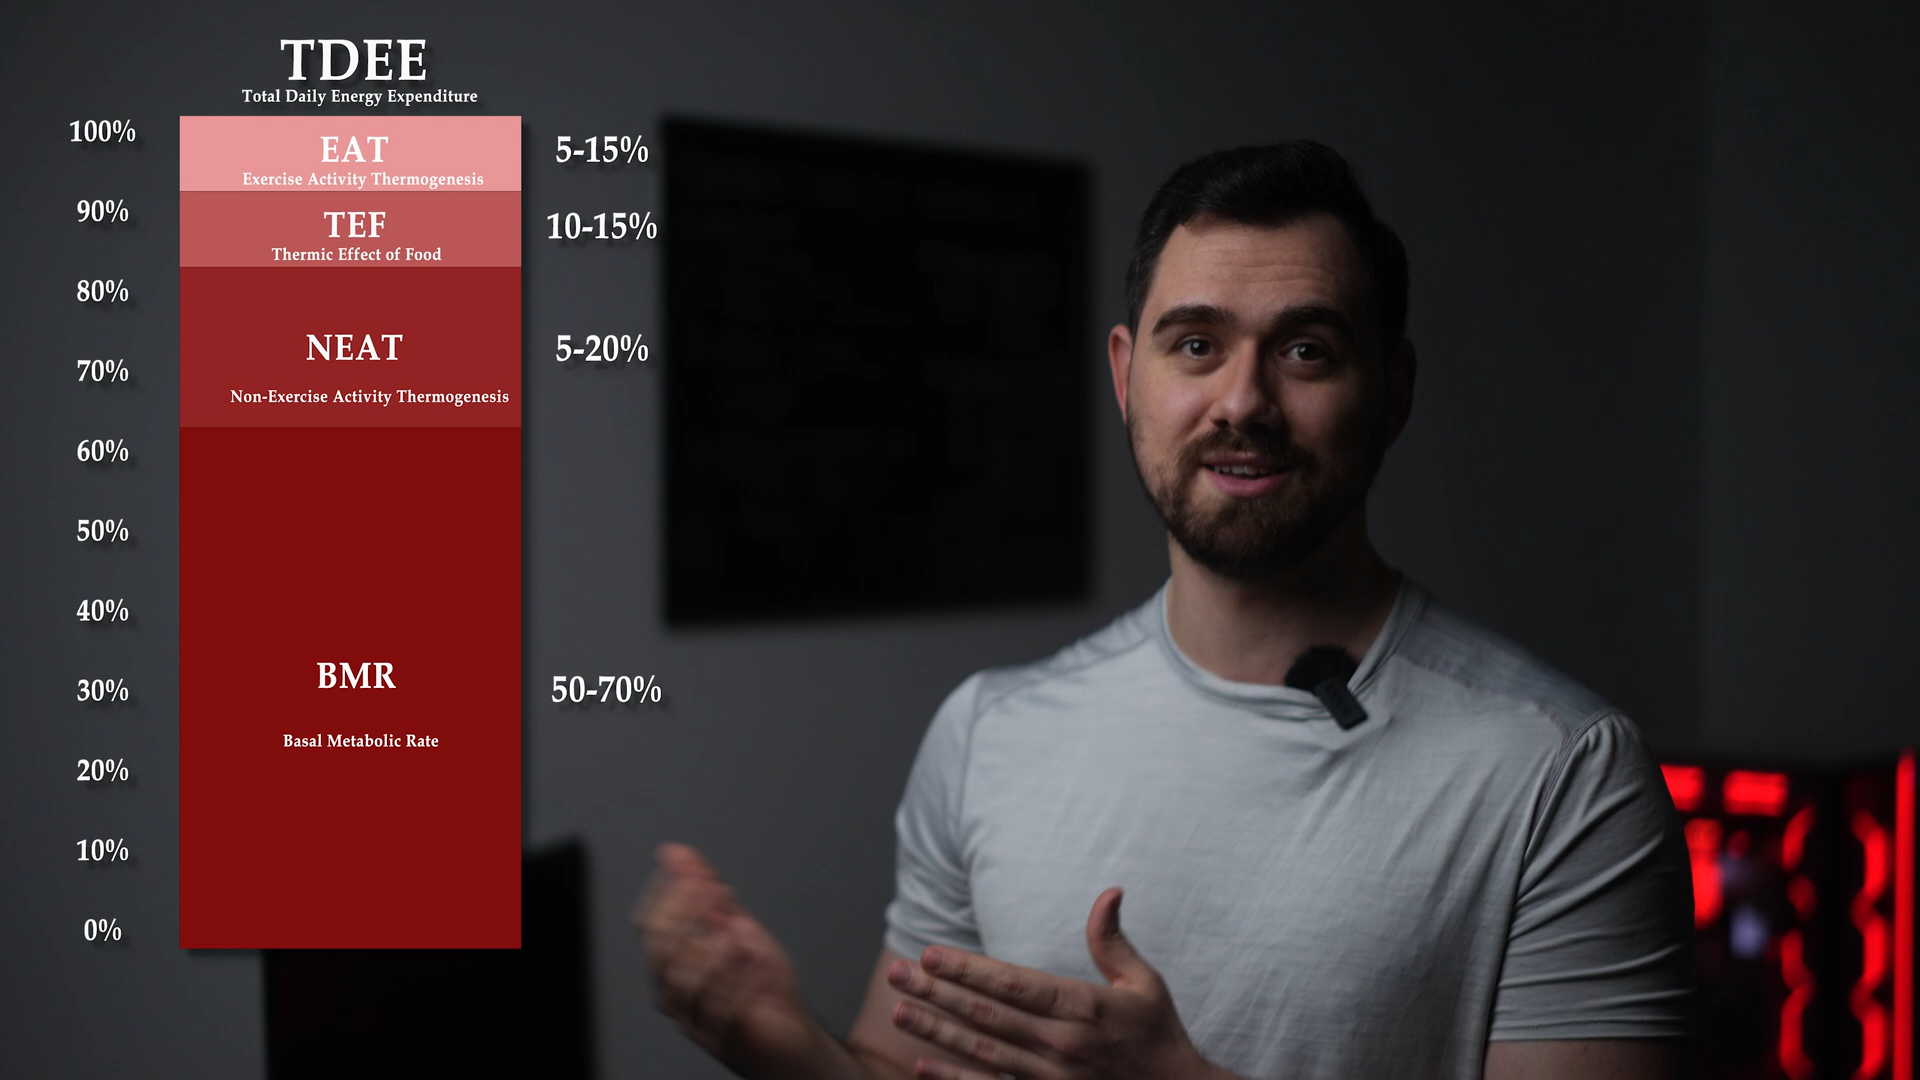 TDEE
Total Daily Energy Expenditure
100%
EAT
5-15%
Exercise Activity Thermogenesis
90%
TEF
10-15%
Thermic Effect of Food
80%
NEAT
5-20%
70%
Non-Exercise Activity Thermogenesis
60%
50%
40%
BMR
50-70%
30%
Basal Metabolic Rate
20%
10%
0%